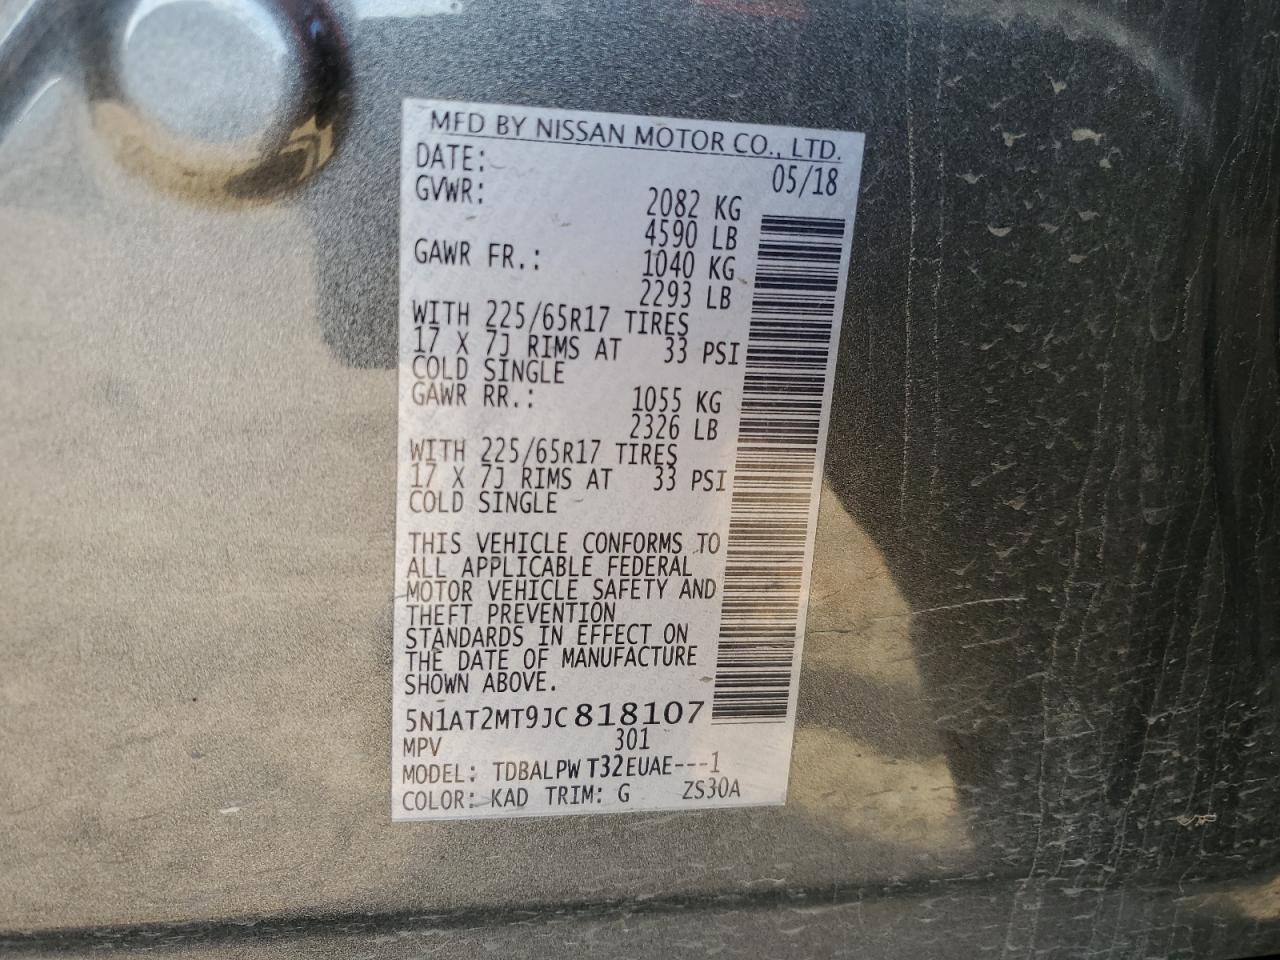 MFD BY NISSAN MOTOR CO., LTD.
DATE: 05/18
GVWR: 2082 KG
4590 LB
GAWR FR.: 1040 KG
2293 LB
WITH 225/65R17 TIRES
17 X 7J RIMS AT 33 PSI
COLD SINGLE
GAWR RR.: 1055 KG
2326 LB
WITH 225/65R17 TIRES
17 X 7J RIMS AT 33 PSI
COLD SINGLE
THIS VEHICLE CONFORMS TO
ALL APPLICABLE FEDERAL
MOTOR VEHICLE SAFETY AND
THEFT PREVENTION
STANDARDS IN EFFECT ON
THE DATE OF MANUFACTURE
SHOWN ABOVE.
5N1AT2MT9JC818107
MPV 301
MODEL: TDBALPW T32EUAE---1
COLOR: KAD TRIM: G ZS30A